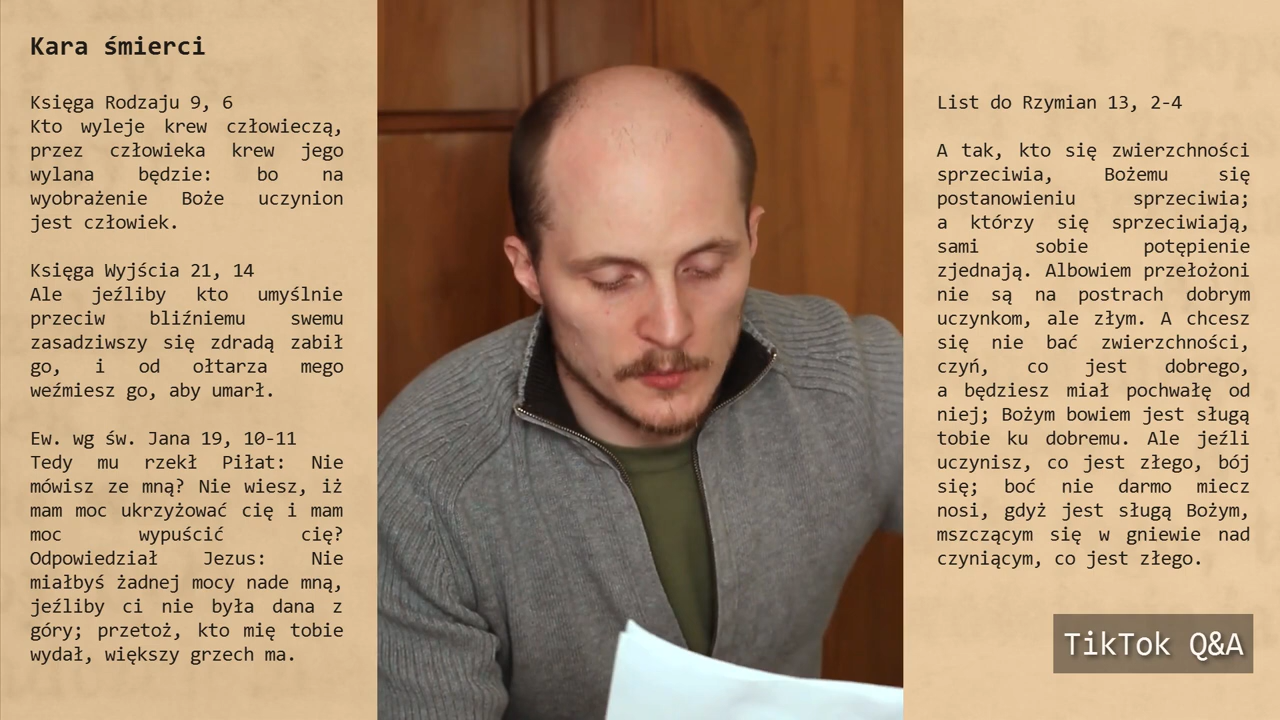 Kara śmierci
Księga Rodzaju 9, 6
Kto wyleje krew człowieczą,
przez człowieka krew jego
wylana będzie: bo na
wyobrażenie Boże uczynion
jest człowiek.
Księga Wyjścia 21, 14
Ale jeźliby kto umyślnie
przeciw bliźniemu swemu
zasadziwszy się zdradą zabił
go, i od ołtarza mego
weźmiesz go, aby umarł.
Ew. wg św. Jana 19, 10-11
Tedy mu rzekł Piłat: Nie
mówisz ze mną? Nie wiesz, iż
mam moc ukrzyżować cię i mam
moc wypuścić cię?
Odpowiedział Jezus: Nie
miałbyś żadnej mocy nade mną,
jeźliby ci nie była dana z
góry; przetoż, kto mię tobie
wydał, większy grzech ma.
List do Rzymian 13, 2-4
A tak, kto się zwierzchności
sprzeciwia, Bożemu się
postanowieniu sprzeciwia;
a którzy się sprzeciwiają,
sami sobie potępienie
zjednają. Albowiem przełożoni
nie są na postrach dobrym
uczynkom, ale złym. A chcesz
się nie bać zwierzchności,
czyń, co jest dobrego,
a będziesz miał pochwałę od
niej; Bożym bowiem jest sługą
tobie ku dobremu. Ale jeźli
uczynisz, co jest złego, bój
się; boć nie darmo miecz
nosi, gdyż jest sługą Bożym,
mszczącym się w gniewie nad
czyniącym, co jest złego.
TikTok Q&A